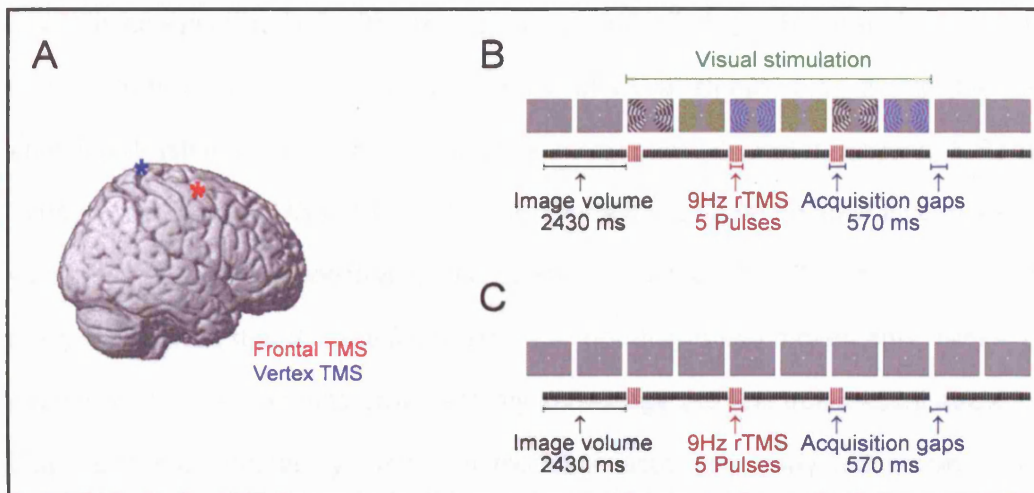 A
Frontal TMS
Vertex TMS
B
Visual stimulation
Image volume
2430 ms
9Hz rTMS
5 Pulses
Acquisition gaps
570 ms
C
Image volume
2430 ms
9Hz rTMS
5 Pulses
Acquisition gaps
570 ms